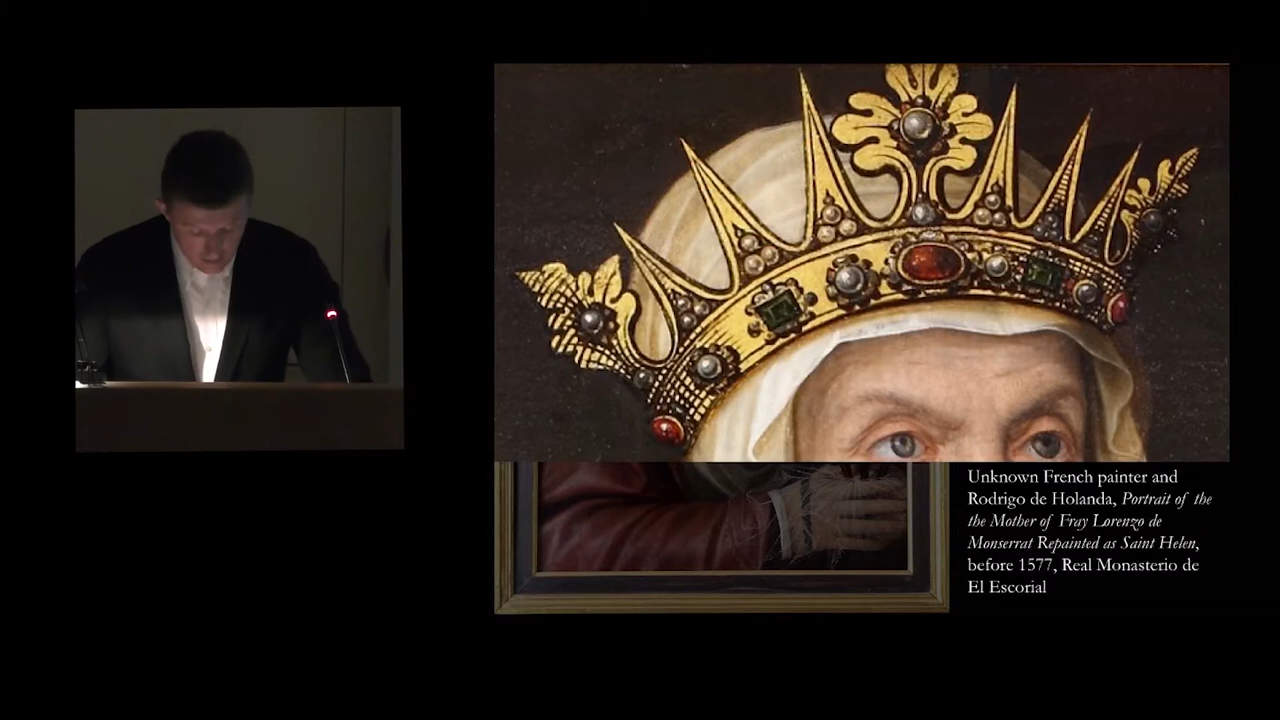 Unknown French painter and
Rodrigo de Holanda, Portrait of the
the Mother of Fray Lorenzo de
Monserrat Repainted as Saint Helen,
before 1577, Real Monasterio de
El Escorial